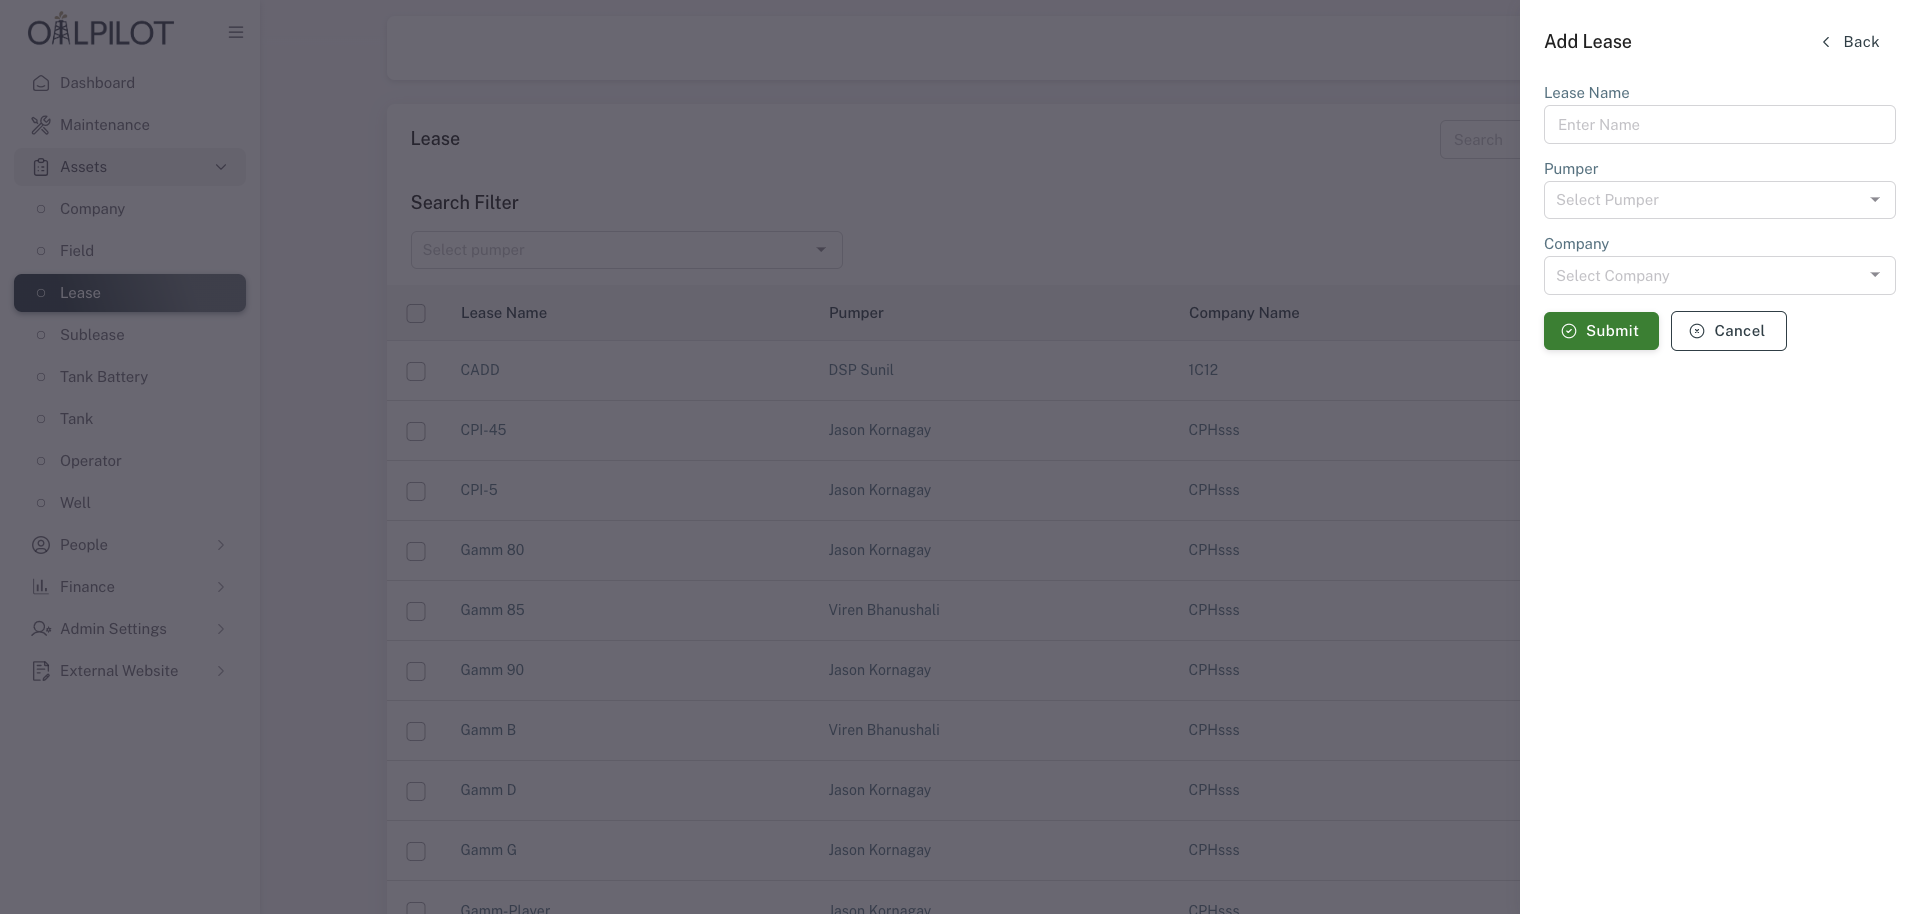 OILPILOT
Dashboard
Maintenance
Assets
Company
Field
Lease
Sublease
Tank Battery
Tank
Operator
Well
People
Finance
Admin Settings
External Website
Lease
Search
Search Filter
Select pumper
Lease Name Pumper Company Name
CADD DSP Sunil 1C12
CPI-45 Jason Kornagay CPHsss
CPI-5 Jason Kornagay CPHsss
Gamm 80 Jason Kornagay CPHsss
Gamm 85 Viren Bhanushali CPHsss
Gamm 90 Jason Kornagay CPHsss
Gamm B Viren Bhanushali CPHsss
Gamm D Jason Kornagay CPHsss
Gamm G Jason Kornagay CPHsss
Gamm-Player Jason Kornagay CPHsss
Add Lease
Back
Lease Name
Enter Name
Pumper
Select Pumper
Company
Select Company
Submit Cancel